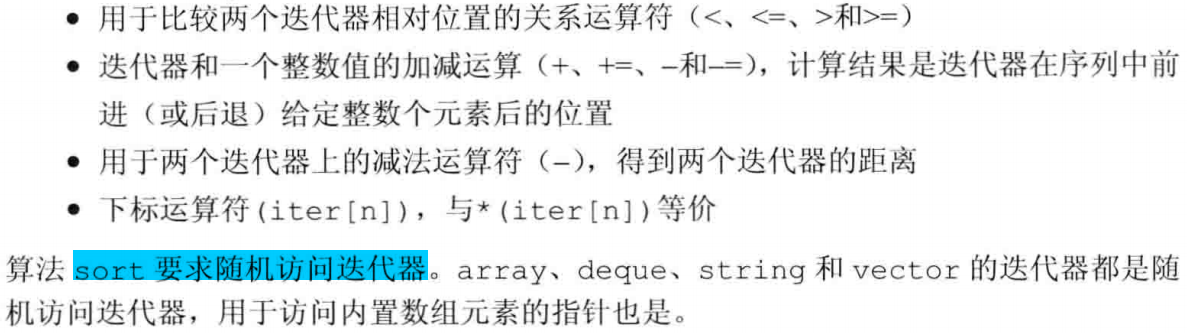 ● 用于比较两个迭代器相对位置的关系运算符（<、<=、>和>=）
● 迭代器和一个整数值的加减运算（+、+=、-和-=），计算结果是迭代器在序列中前
进（或后退）给定整数个元素后的位置
● 用于两个迭代器上的减法运算符（-），得到两个迭代器的距离
● 下标运算符(iter[n])，与*(iter[n])等价
算法 sort 要求随机访问迭代器。array、deque、string 和 vector 的迭代器都是随
机访问迭代器，用于访问内置数组元素的指针也是。